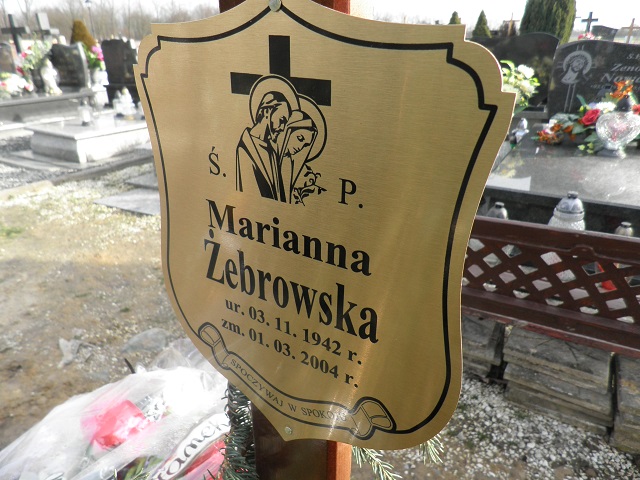 Ś. P.
Marianna
Żebrowska
ur. 03. 11. 1942 r.
zm. 01. 03. 2004 r.
SPOCZYWAJ W SPOKOJU